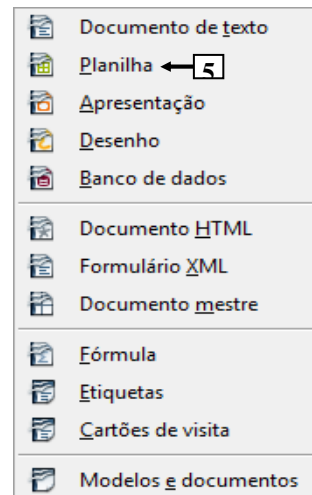 Documento de texto
Planilha 5
Apresentação
Desenho
Banco de dados
Documento HTML
Formulário XML
Documento mestre
Fórmula
Etiquetas
Cartões de visita
Modelos e documentos